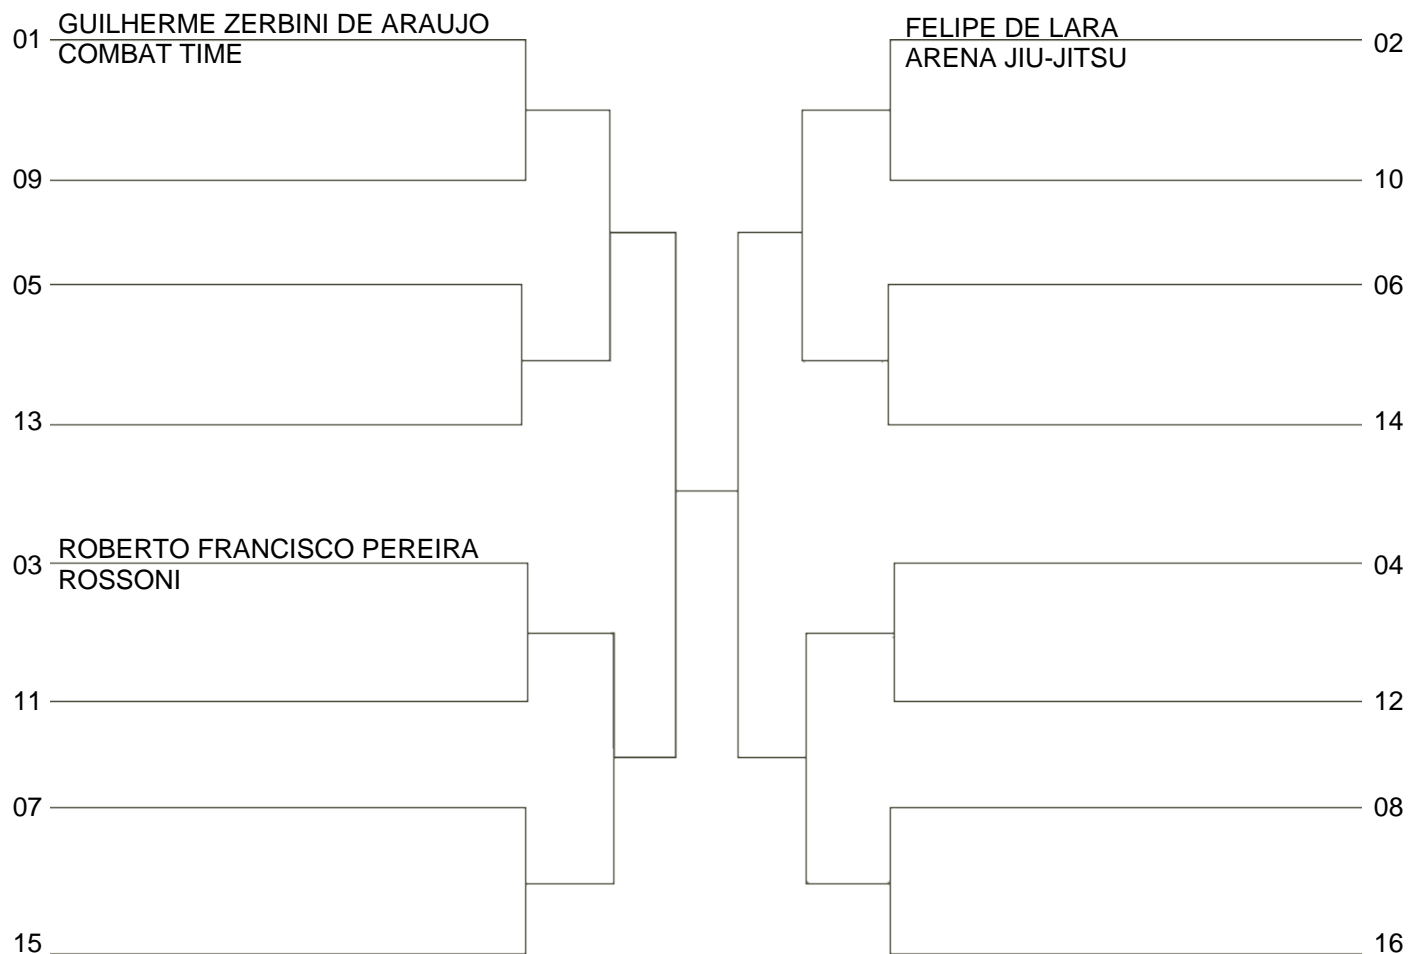 01
GUILHERME ZERBINI DE ARAUJO
COMBAT TIME
09
05
13
03
ROBERTO FRANCISCO PEREIRA
ROSSONI
11
07
15
FELIPE DE LARA
ARENA JIU-JITSU
02
10
06
14
04
12
08
16